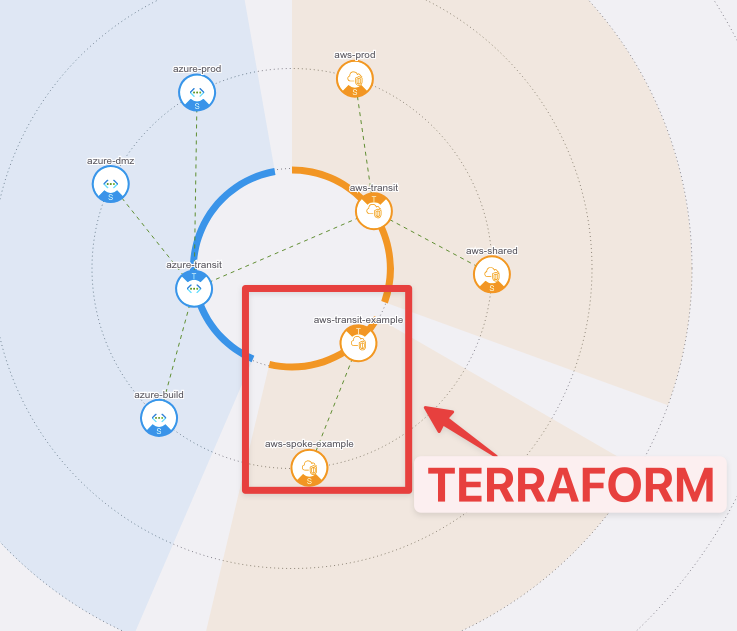 aws-prod
azure-prod
S
S
azure-dmz
S
aws-transit
T
aws-shared
S
azure-transit
T
aws-transit-example
T
azure-build
S
aws-spoke-example
S
TERRAFORM